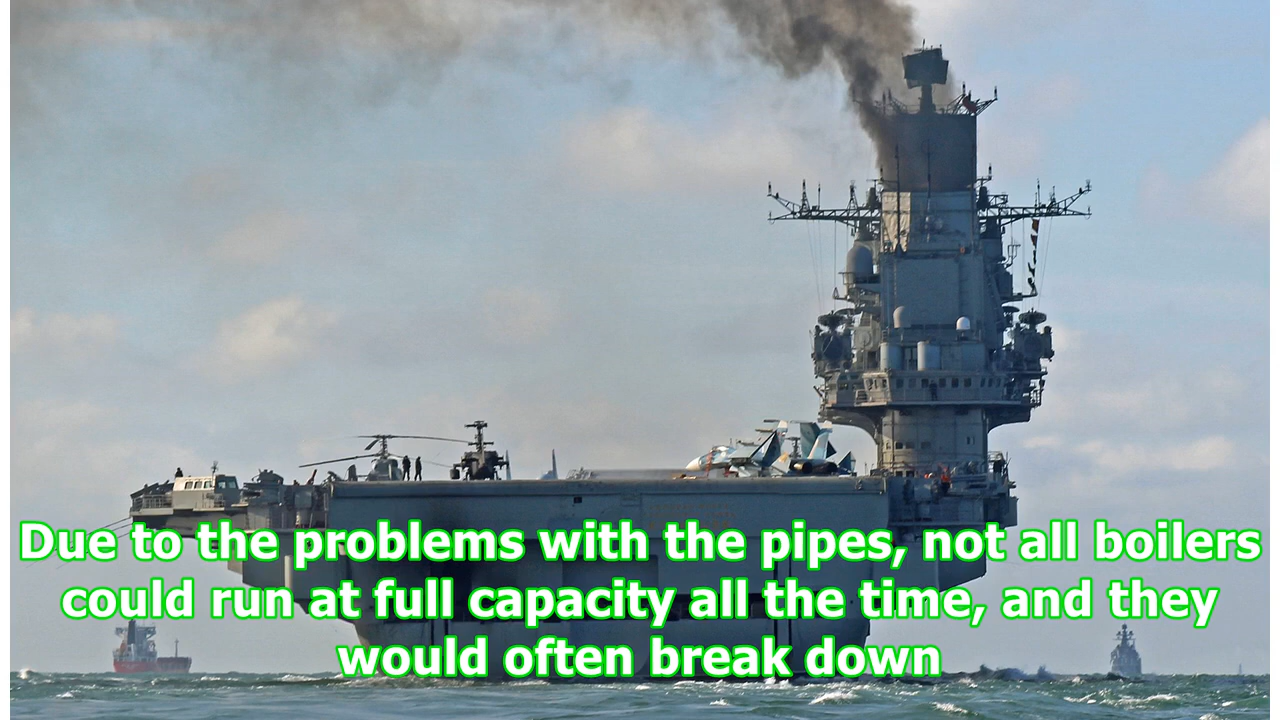 Due to the problems with the pipes, not all boilers
could run at full capacity all the time, and they
would often break down